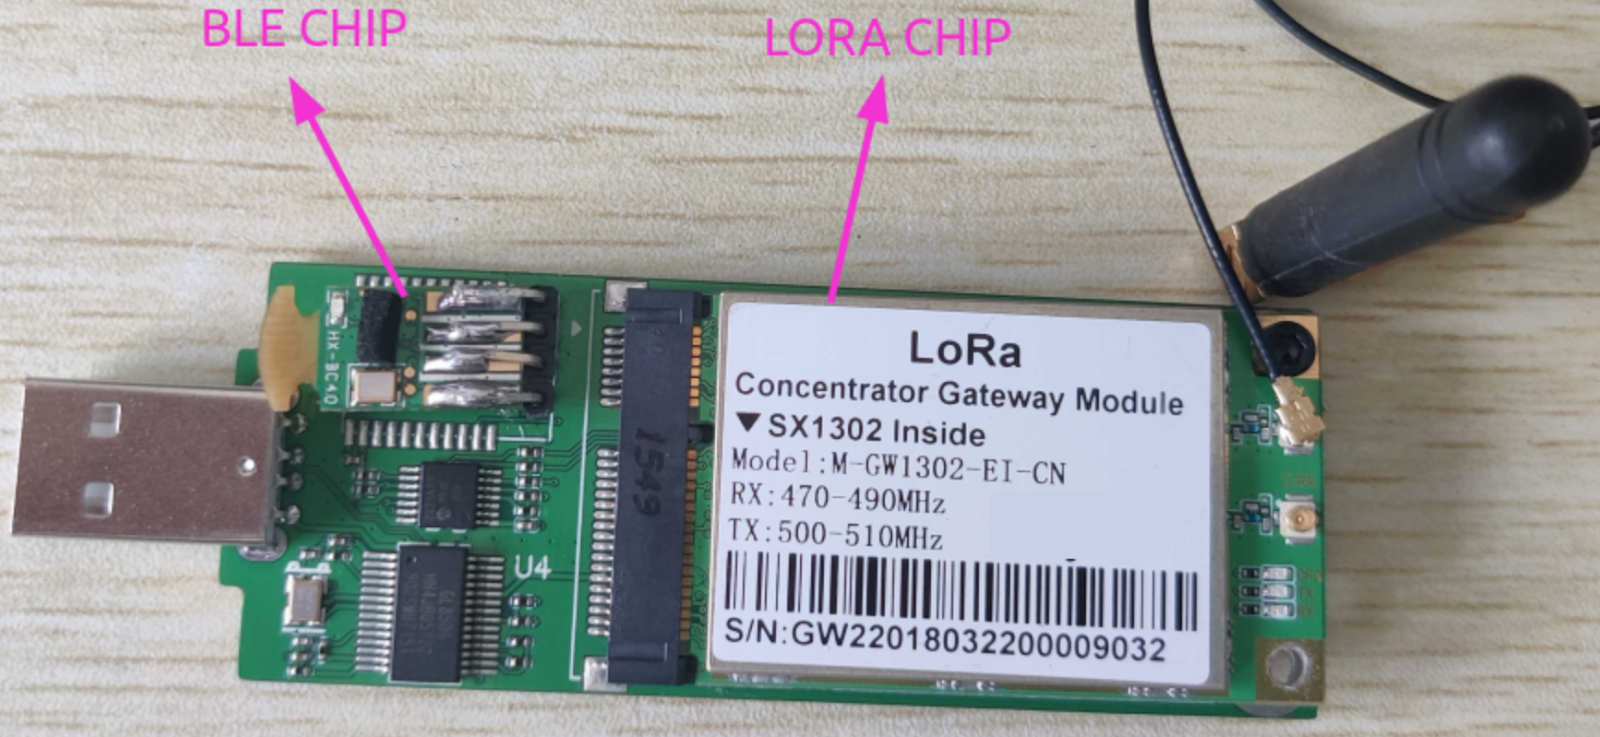 BLE CHIP
LORA CHIP
HX-BC40
1549
U4
LoRa
Concentrator Gateway Module
▼ SX1302 Inside
Model:M-GW1302-EI-CN
RX:470-490MHz
TX:500-510MHz
S/N:GW22018032200009032